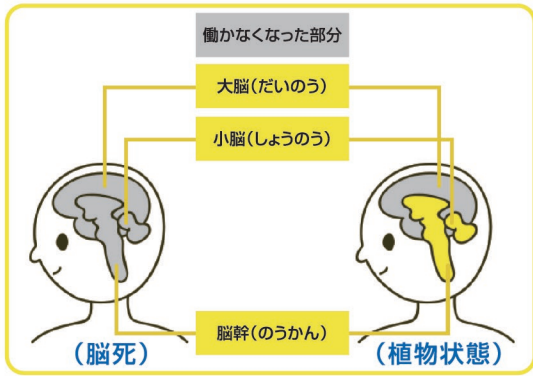 働かなくなった部分
大脳(だいのう)
小脳(しょうのう)
脳幹(のうかん)
(脳死)
(植物状態)